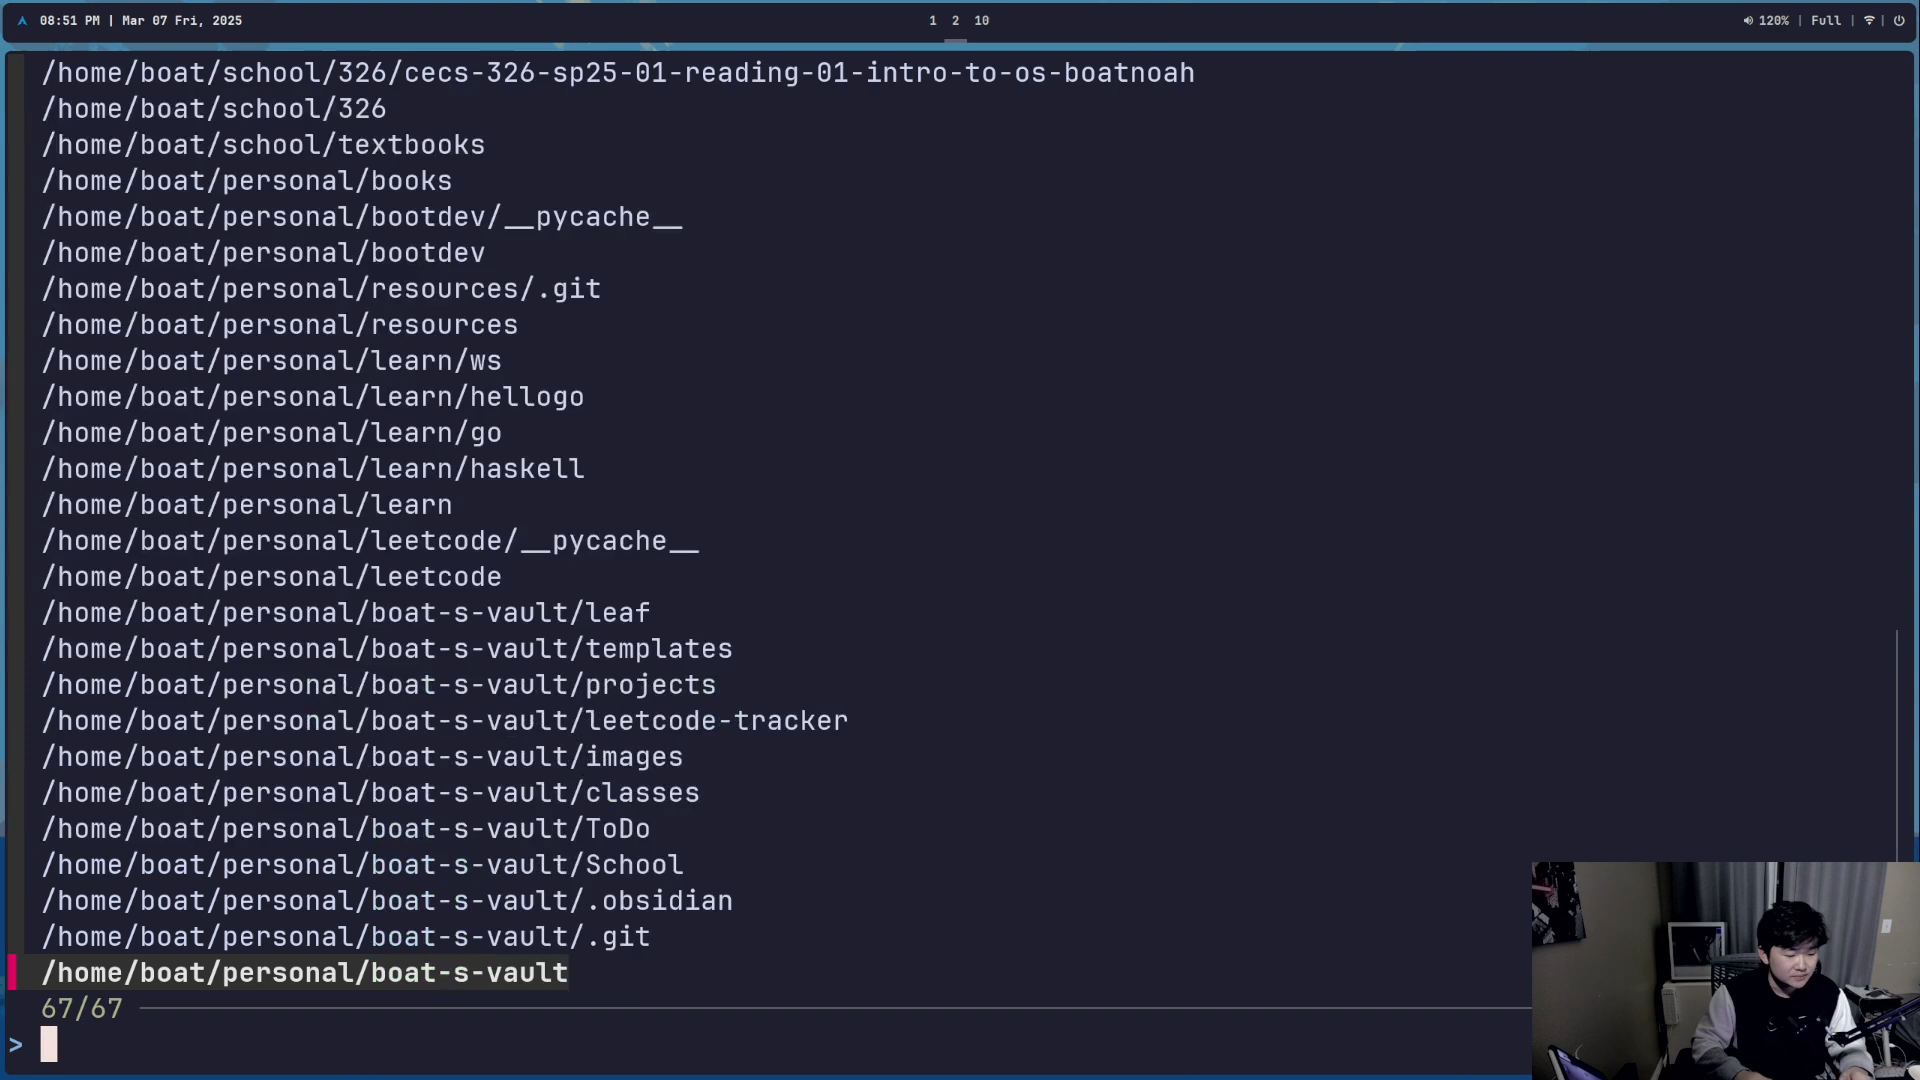 08:51 PM | Mar 07 Fri, 2025
1 2 10
120% | Full | |
/home/boat/school/326/cecs-326-sp25-01-reading-01-intro-to-os-boatnoah
/home/boat/school/326
/home/boat/school/textbooks
/home/boat/personal/books
/home/boat/personal/bootdev/__pycache__
/home/boat/personal/bootdev
/home/boat/personal/resources/.git
/home/boat/personal/resources
/home/boat/personal/learn/ws
/home/boat/personal/learn/hellogo
/home/boat/personal/learn/go
/home/boat/personal/learn/haskell
/home/boat/personal/learn
/home/boat/personal/leetcode/__pycache__
/home/boat/personal/leetcode
/home/boat/personal/boat-s-vault/leaf
/home/boat/personal/boat-s-vault/templates
/home/boat/personal/boat-s-vault/projects
/home/boat/personal/boat-s-vault/leetcode-tracker
/home/boat/personal/boat-s-vault/images
/home/boat/personal/boat-s-vault/classes
/home/boat/personal/boat-s-vault/ToDo
/home/boat/personal/boat-s-vault/School
/home/boat/personal/boat-s-vault/.obsidian
/home/boat/personal/boat-s-vault/.git
/home/boat/personal/boat-s-vault
67/67
>